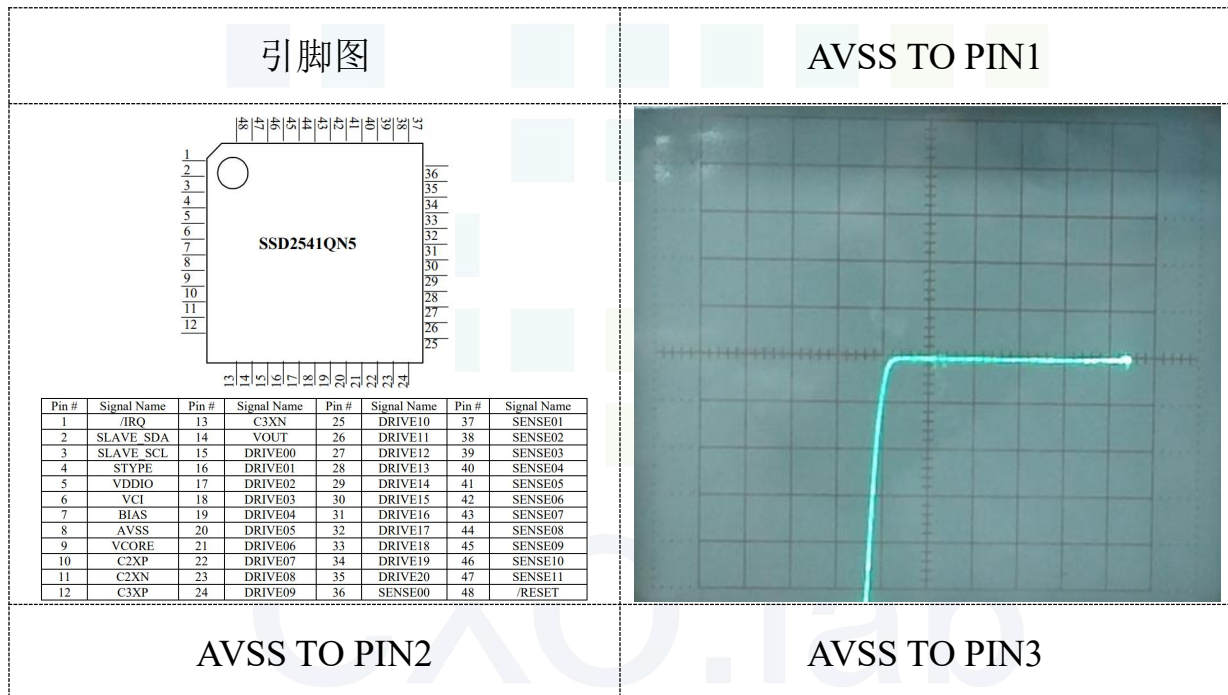 引脚图
AVSS TO PIN1
48 47 46 45 44 43 42 41 40 39 38 37
1
2
3
4
5
6
7
8
9
10
11
12
36
35
34
33
32
31
30
29
28
27
26
25
SSD2541QN5
13 14 15 16 17 18 19 20 21 22 23 24
Pin # Signal Name Pin # Signal Name Pin # Signal Name Pin # Signal Name
1 /IRQ 13 C3XN 25 DRIVE10 37 SENSE01
2 SLAVE_SDA 14 VOUT 26 DRIVE11 38 SENSE02
3 SLAVE_SCL 15 DRIVE00 27 DRIVE12 39 SENSE03
4 STYPE 16 DRIVE01 28 DRIVE13 40 SENSE04
5 VDDIO 17 DRIVE02 29 DRIVE14 41 SENSE05
6 VCI 18 DRIVE03 30 DRIVE15 42 SENSE06
7 BIAS 19 DRIVE04 31 DRIVE16 43 SENSE07
8 AVSS 20 DRIVE05 32 DRIVE17 44 SENSE08
9 VCORE 21 DRIVE06 33 DRIVE18 45 SENSE09
10 C2XP 22 DRIVE07 34 DRIVE19 46 SENSE10
11 C2XN 23 DRIVE08 35 DRIVE20 47 SENSE11
12 C3XP 24 DRIVE09 36 SENSE00 48 /RESET
AVSS TO PIN2
AVSS TO PIN3
CXO.lab